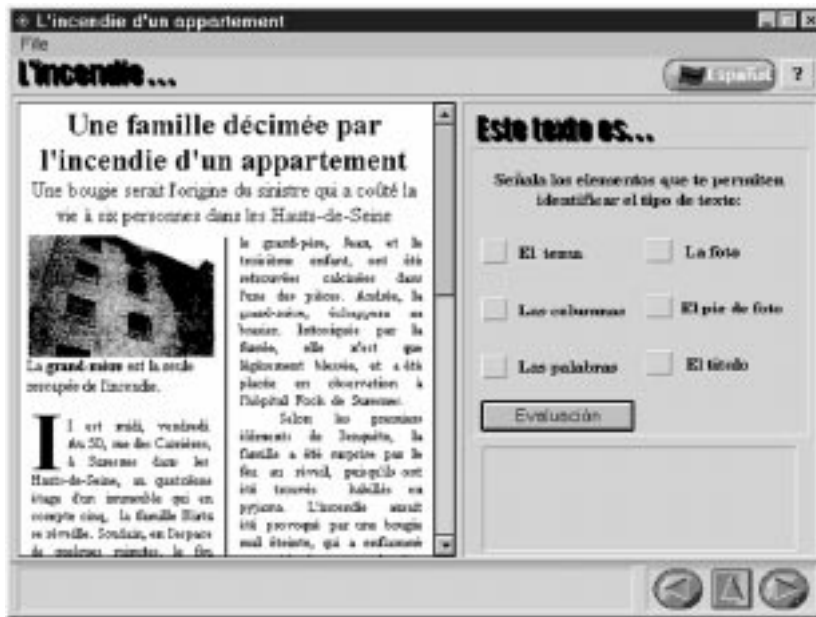 L'incendie d'un appartement
File
L'incendie...
Español
?
Une famille décimée par
l'incendie d'un appartement
Une bougie serait l'origine du sinistre qui a coûté la
vie à six personnes dans les Hauts-de-Seine
La grand-mère est la seule
rescapée de l'incendie.
Il est midi, vendredi.
Au 50, rue des Carrières,
à Suresnes dans les
Hauts-de-Seine, au quatrième
étage d'un immeuble qui en
compte cinq, la famille
se réveille. Soudain, en l'espace
de quelques minutes, le feu
le grand-père, Jean, et le
troisième enfant, ont été
retrouvées calcinées dans
l'une des pièces. Andrée, la
grand-mère, échappera au
brasier. Intoxiquée par la
fumée, elle n'est que
légèrement blessée, et a été
placée en observation à
l'hôpital Foch de Suresnes.
Selon les premiers
éléments de l'enquête, la
famille a été surprise par le
feu au réveil, puisqu'ils ont
été trouvés habillés en
pyjama. L'incendie aurait
été provoqué par une bougie
mal éteinte, qui a enflammé
Este texto es...
Señala los elementos que te permiten
identificar el tipo de texto:
El tema
La foto
Las columnas
El pie de foto
Las palabras
El título
Evaluación